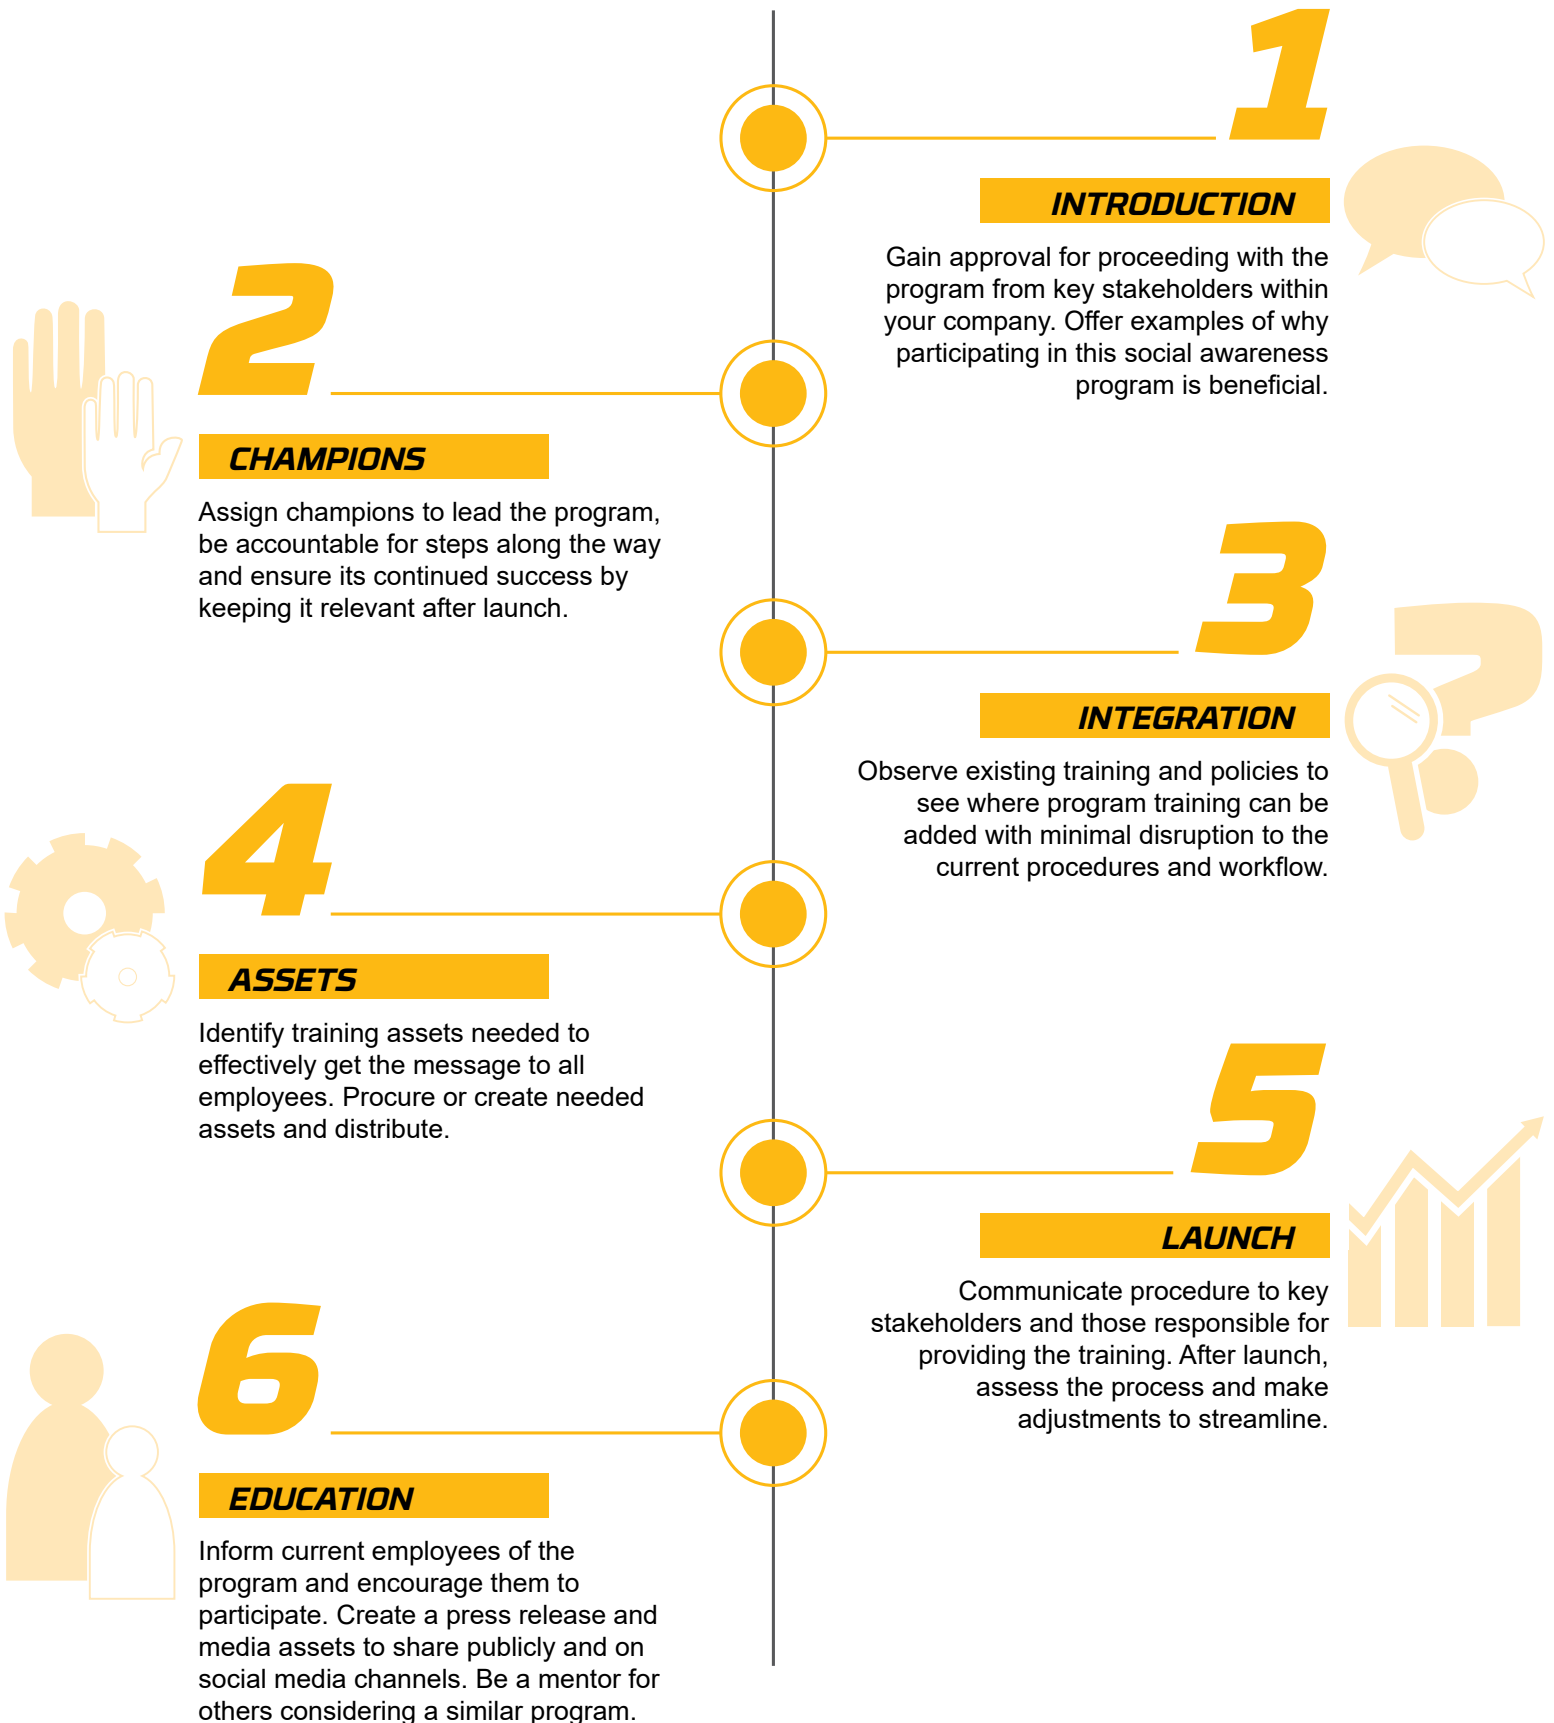 1
INTRODUCTION
Gain approval for proceeding with the
program from key stakeholders within
your company. Offer examples of why
participating in this social awareness
program is beneficial.
2
CHAMPIONS
Assign champions to lead the program,
be accountable for steps along the way
and ensure its continued success by
keeping it relevant after launch.
3
INTEGRATION
Observe existing training and policies to
see where program training can be
added with minimal disruption to the
current procedures and workflow.
4
ASSETS
Identify training assets needed to
effectively get the message to all
employees. Procure or create needed
assets and distribute.
5
LAUNCH
Communicate procedure to key
stakeholders and those responsible for
providing the training. After launch,
assess the process and make
adjustments to streamline.
6
EDUCATION
Inform current employees of the
program and encourage them to
participate. Create a press release and
media assets to share publicly and on
social media channels. Be a mentor for
others considering a similar program.